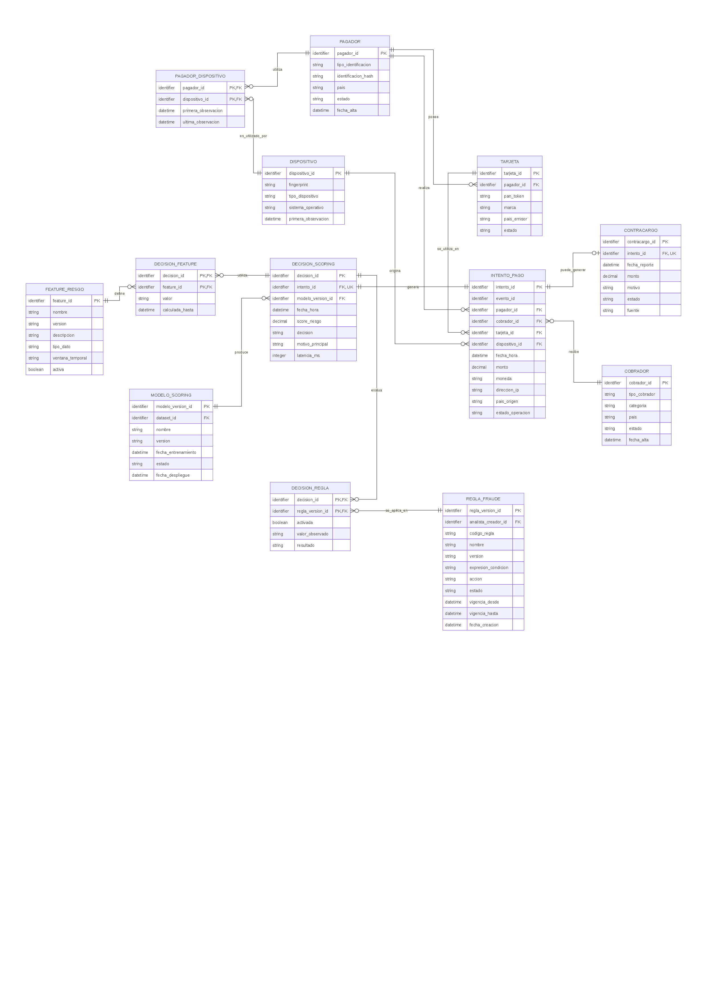 PAGADOR
identifier pagador_id PK
string tipo_identificacion
string identificacion_hash
string pais
string estado
datetime fecha_alta
utiliza
PAGADOR_DISPOSITIVO
identifier pagador_id PK,FK
identifier dispositivo_id PK,FK
datetime primera_observacion
datetime ultima_observacion
posee
es_utilizado_por
DISPOSITIVO
identifier dispositivo_id PK
string fingerprint
string tipo_dispositivo
string sistema_operativo
datetime primera_observacion
realiza
TARJETA
identifier tarjeta_id PK
identifier pagador_id FK
string pan_token
string marca
string pais_emisor
string estado
se_utiliza_en
CONTRACARGO
identifier contracargo_id PK
identifier intento_id FK, UK
datetime fecha_reporte
decimal monto
string motivo
string estado
string fuente
puede_generar
origina
DECISION_FEATURE
identifier decision_id PK,FK
identifier feature_id PK,FK
string valor
datetime calculada_hasta
utiliza
DECISION_SCORING
identifier decision_id PK
identifier intento_id FK, UK
identifier modelo_version_id FK
datetime fecha_hora
decimal score_riesgo
string decision
string motivo_principal
integer latencia_ms
genera
INTENTO_PAGO
identifier intento_id PK
identifier evento_id
identifier pagador_id FK
identifier cobrador_id FK
identifier tarjeta_id FK
identifier dispositivo_id FK
datetime fecha_hora
decimal monto
string moneda
string direccion_ip
string pais_origen
string estado_operacion
FEATURE_RIESGO
identifier feature_id PK
string nombre
string version
string descripcion
string tipo_dato
string ventana_temporal
boolean activa
define
produce
recibe
COBRADOR
identifier cobrador_id PK
string tipo_cobrador
string categoria
string pais
string estado
datetime fecha_alta
evalua
MODELO_SCORING
identifier modelo_version_id PK
identifier dataset_id FK
string nombre
string version
datetime fecha_entrenamiento
string estado
datetime fecha_despliegue
DECISION_REGLA
identifier decision_id PK,FK
identifier regla_version_id PK,FK
boolean activada
string valor_observado
string resultado
se_aplica_en
REGLA_FRAUDE
identifier regla_version_id PK
identifier analista_creador_id FK
string codigo_regla
string nombre
string version
string expresion_condicion
string accion
string estado
datetime vigencia_desde
datetime vigencia_hasta
datetime fecha_creacion